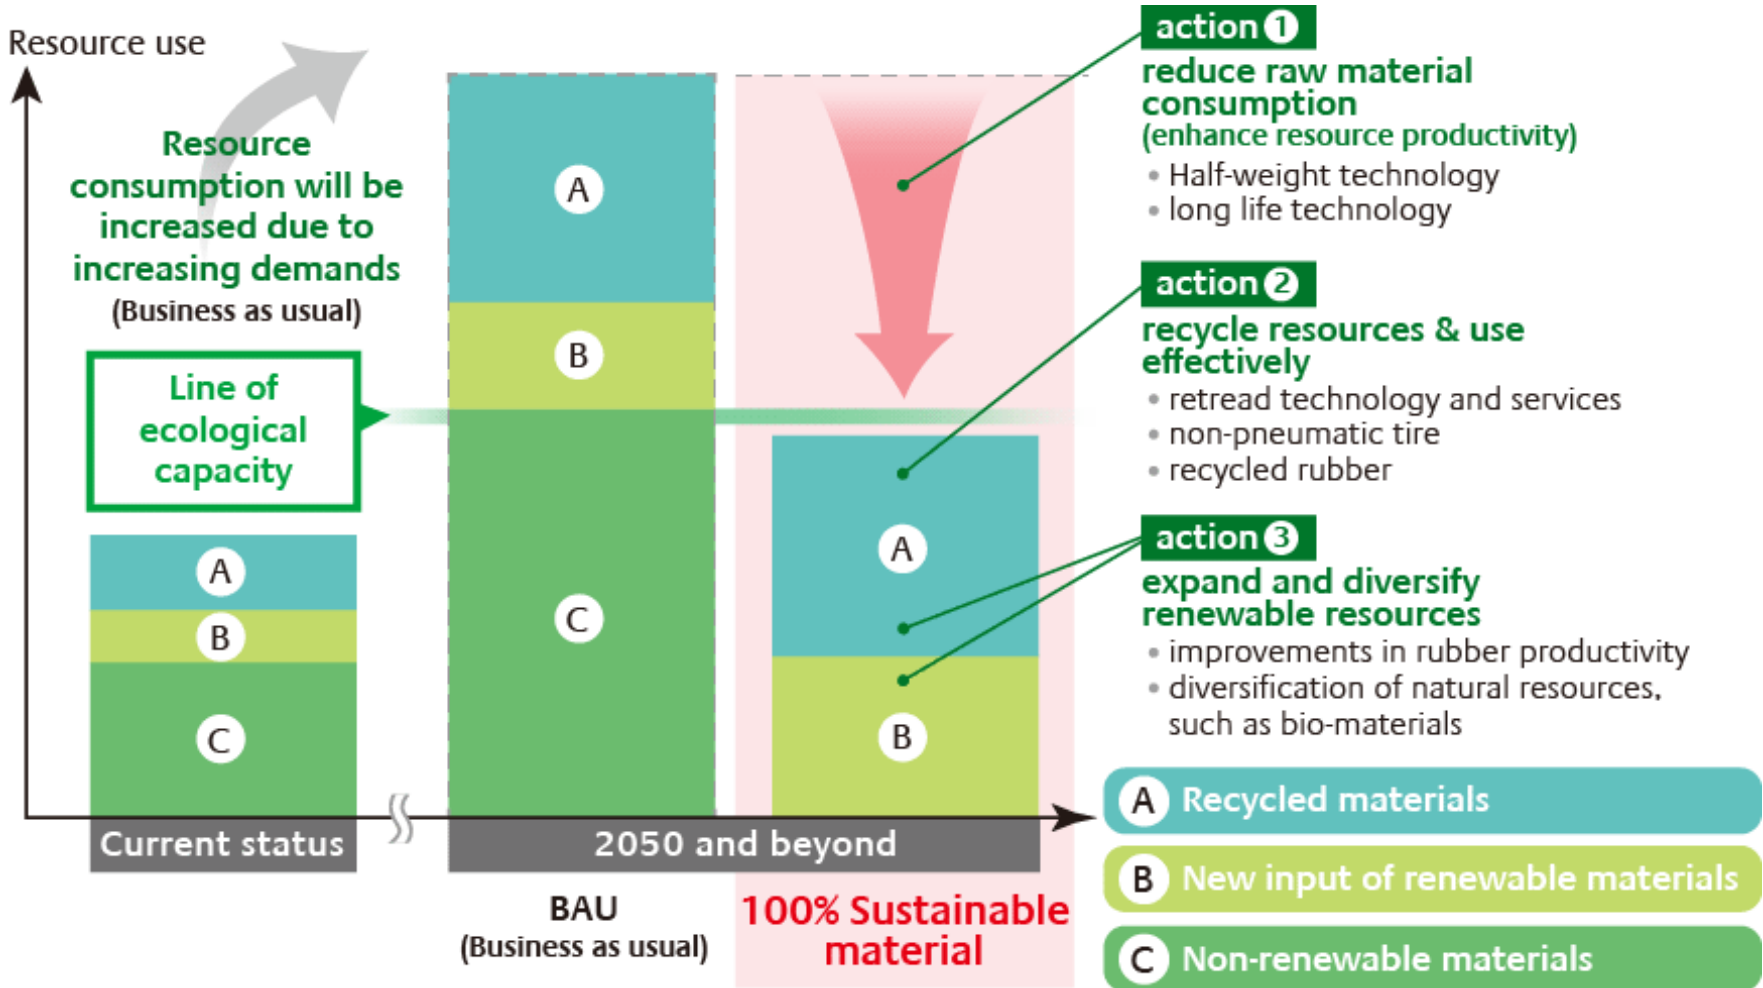 Resource use
Resource
consumption will be
increased due to
increasing demands
(Business as usual)
Line of
ecological
capacity
A
B
C
A
B
C
A
B
Current status
2050 and beyond
BAU
(Business as usual)
100% Sustainable
material
action 1
reduce raw material
consumption
(enhance resource productivity)
• Half-weight technology
• long life technology
action 2
recycle resources & use
effectively
• retread technology and services
• non-pneumatic tire
• recycled rubber
action 3
expand and diversify
renewable resources
• improvements in rubber productivity
• diversification of natural resources,
such as bio-materials
A Recycled materials
B New input of renewable materials
C Non-renewable materials